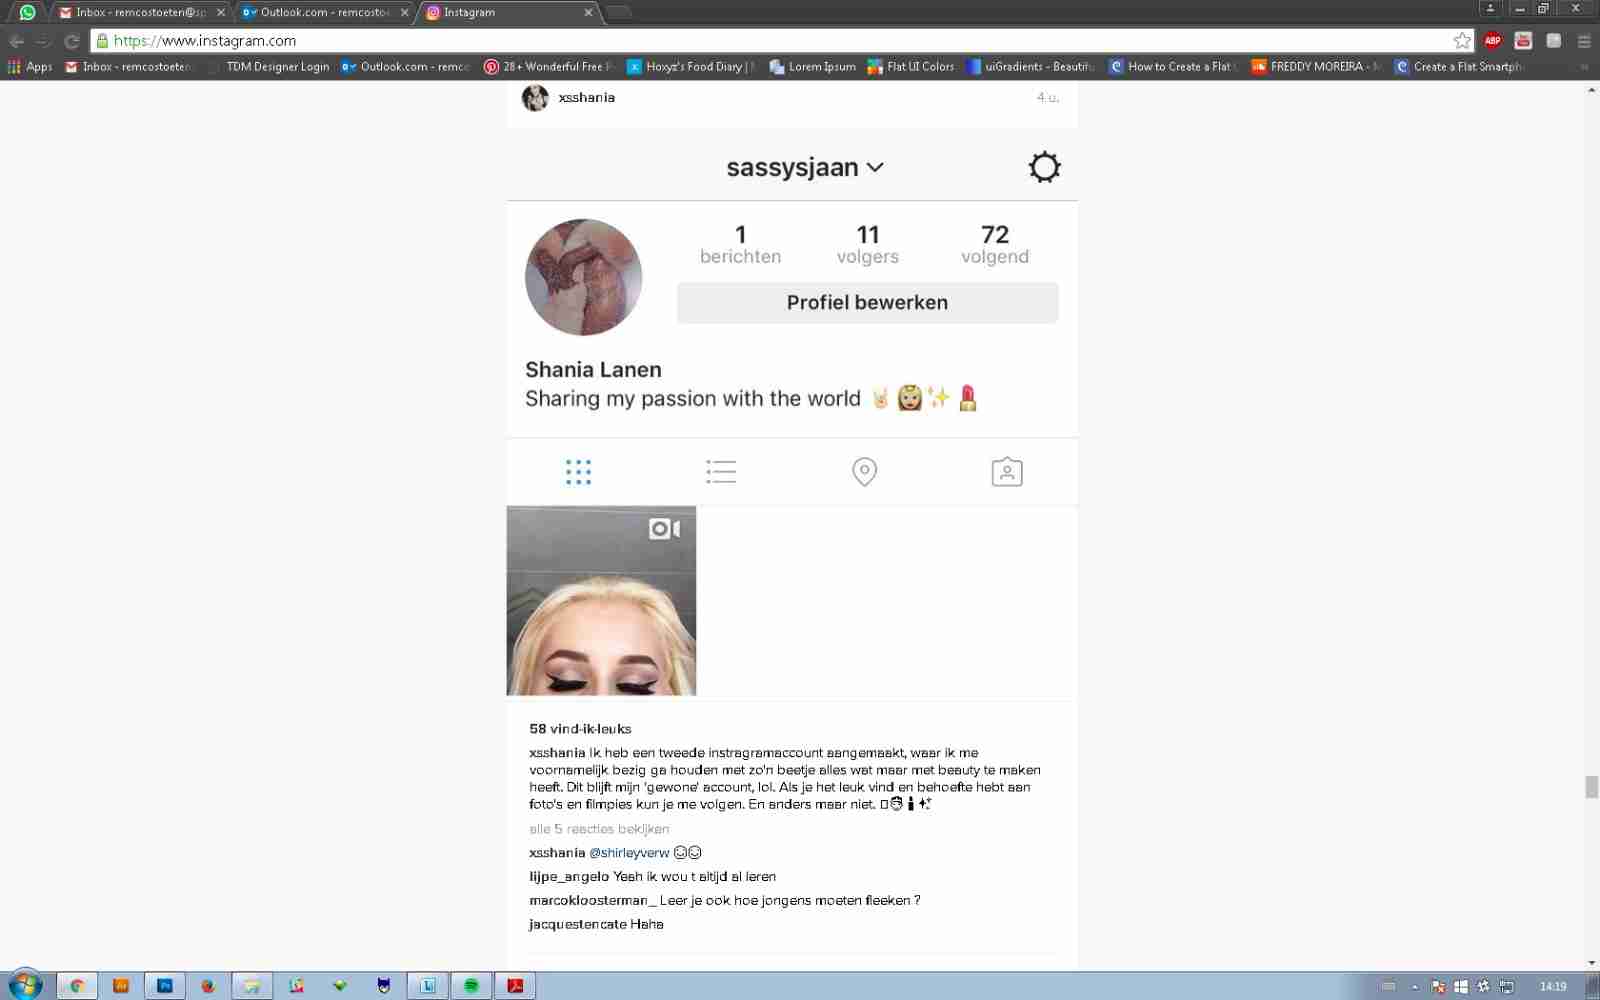 Inbox - remcostoeten@sp
Outlook.com - remcosto
Instagram
https://www.instagram.com
ABP
Apps
Inbox - remcostoeten
TDM Designer Login
Outlook.com - remco
28+ Wonderful Free
Hoxyz's Food Diary |
Lorem Ipsum
Flat UI Colors
uiGradients - Beautifu
How to Create a Flat
FREDDY MOREIRA -
Create a Flat Smartph
xsshania
4 u.
sassysjaan
1 11 72
berichten volgers volgend
Profiel bewerken
Shania Lanen
Sharing my passion with the world 🤘🏻👸🏼✨💄
58 vind-ik-leuks
xsshania Ik heb een tweede instragramaccount aangemaakt, waar ik me
voornamelijk bezig ga houden met zo'n beetje alles wat maar met beauty te maken
heeft. Dit blijft mijn 'gewone' account, lol. Als je het leuk vind en behoefte hebt aan
foto's en filmpjes kun je me volgen. En anders maar niet.
alle 5 reacties bekijken
xsshania @shirleyverw
lijpe_angelo Yeah ik wou t altijd al leren
marcokloosterman_ Leer je ook hoe jongens moeten fleeken ?
jacquestencate Haha
14:19